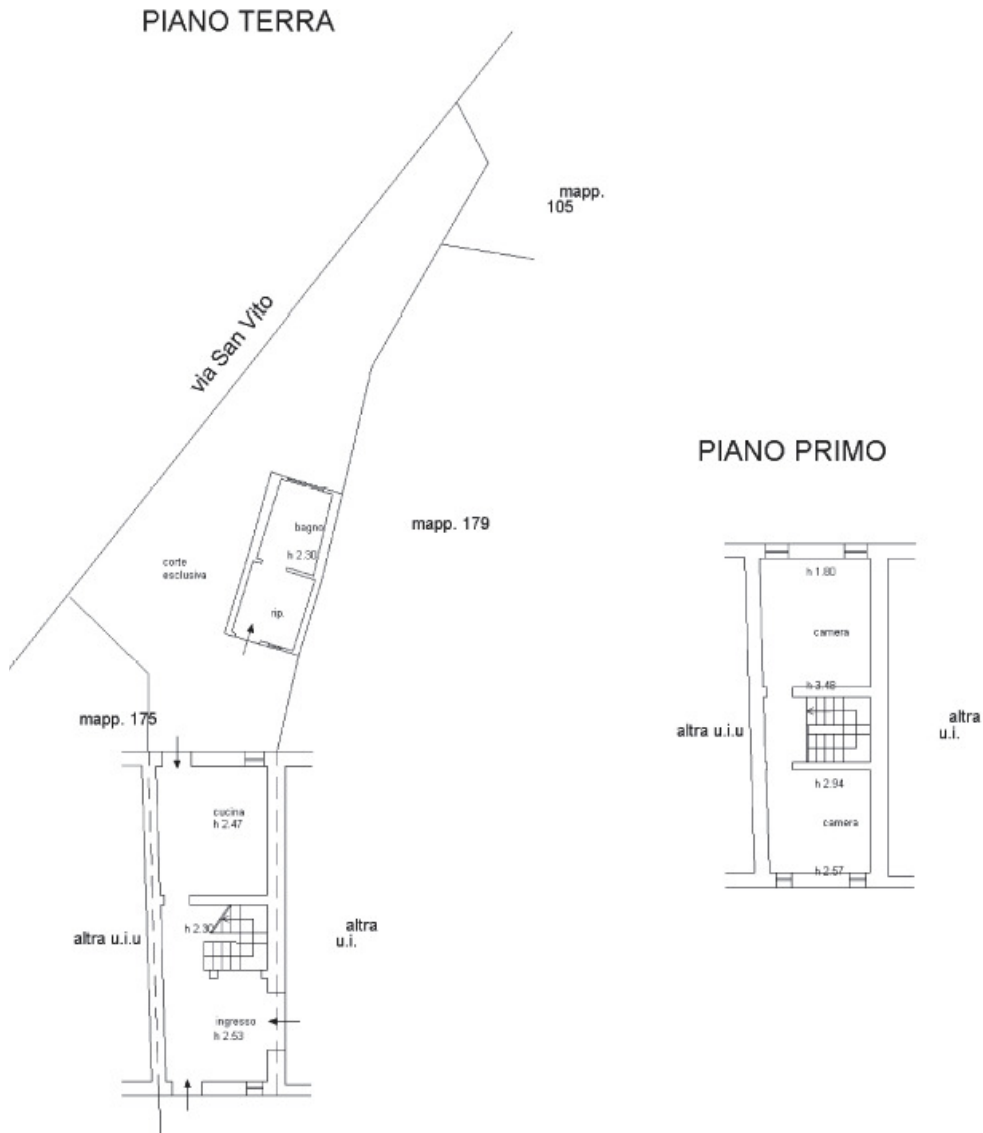 PIANO TERRA
mapp.
105
via San Vito
PIANO PRIMO
mapp. 179
bagno
h 2.30
corte
esclusiva
rip.
mapp. 175
cucina
h 2.47
altra u.i.u
h 2.30
altra
u.i.
ingresso
h 2.53
h 1.80
camera
h 3.48
altra u.i.u
altra
u.i.
h 2.94
camera
h 2.57